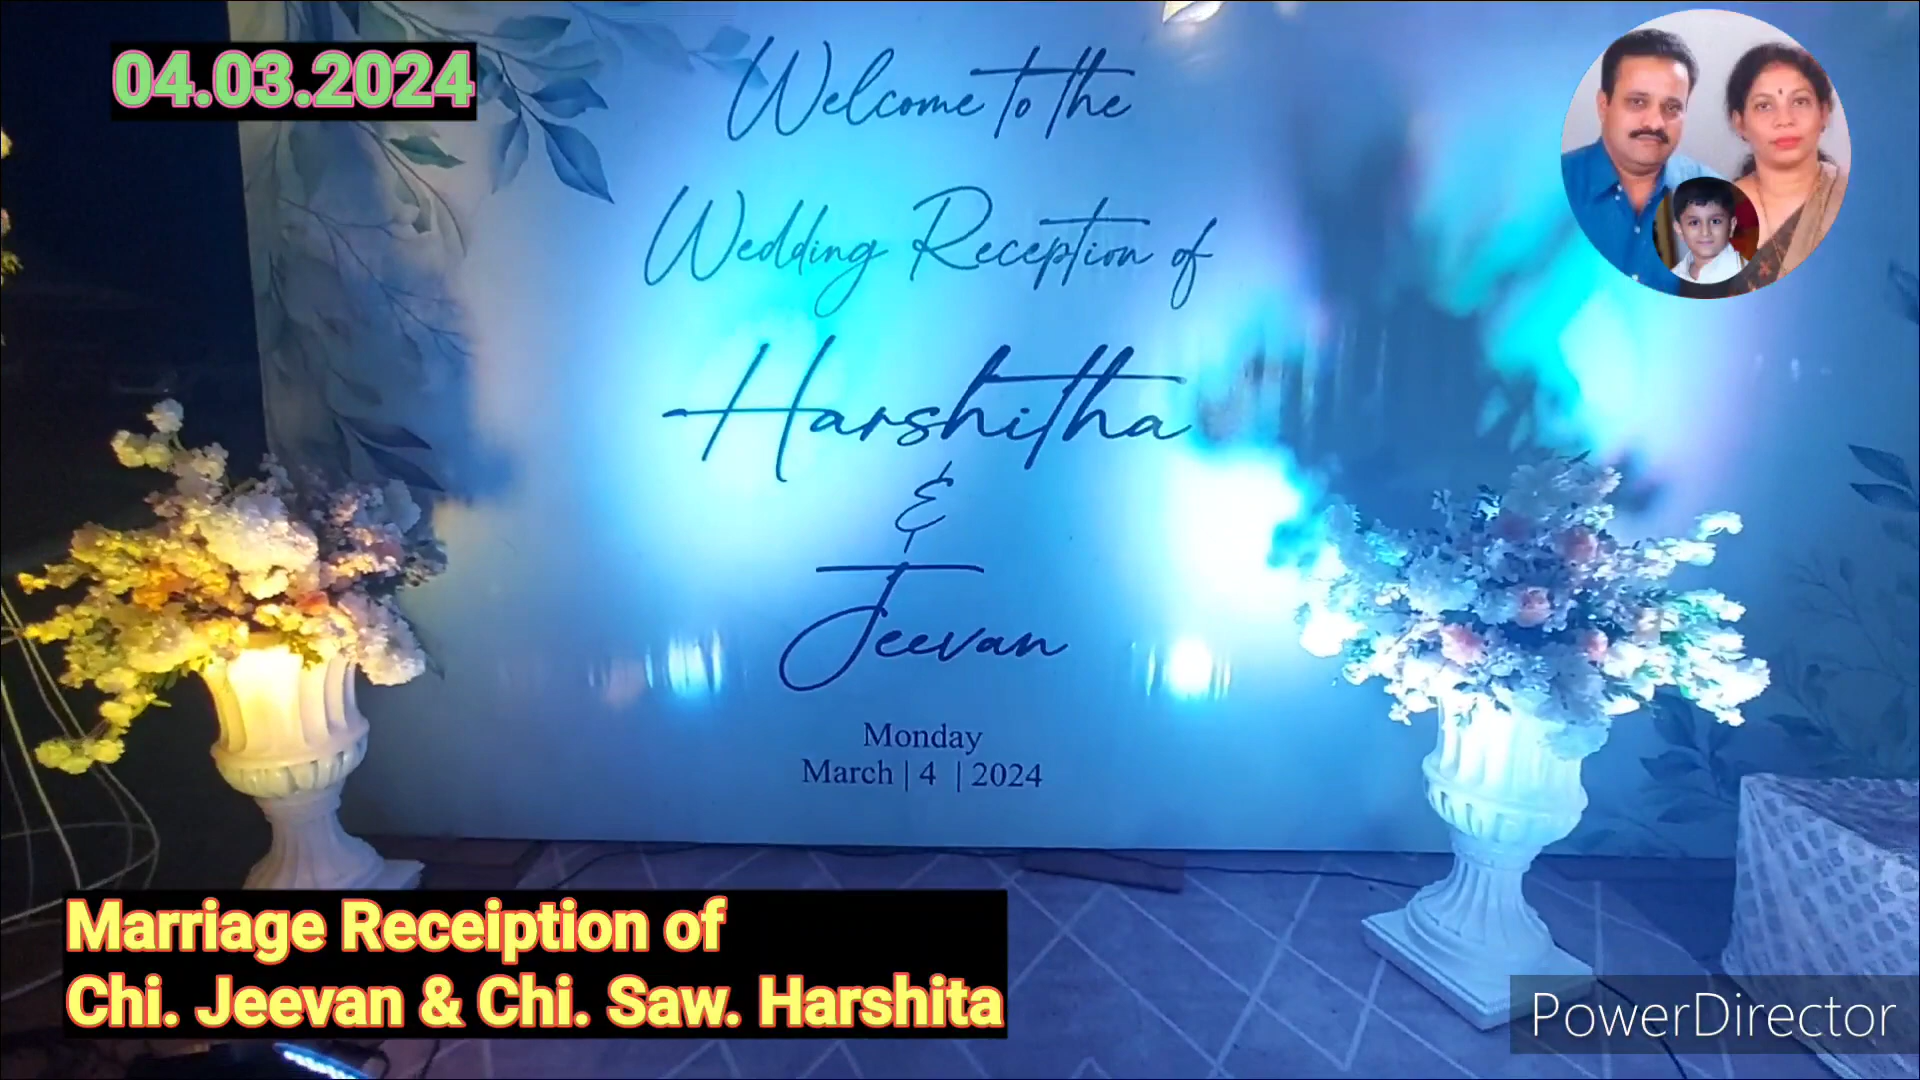 04.03.2024
Welcome to the
Wedding Reception of
Harshitha
&
Jeevan
Monday
March | 4 | 2024
Marriage Receiption of
Chi. Jeevan & Chi. Saw. Harshita
PowerDirector